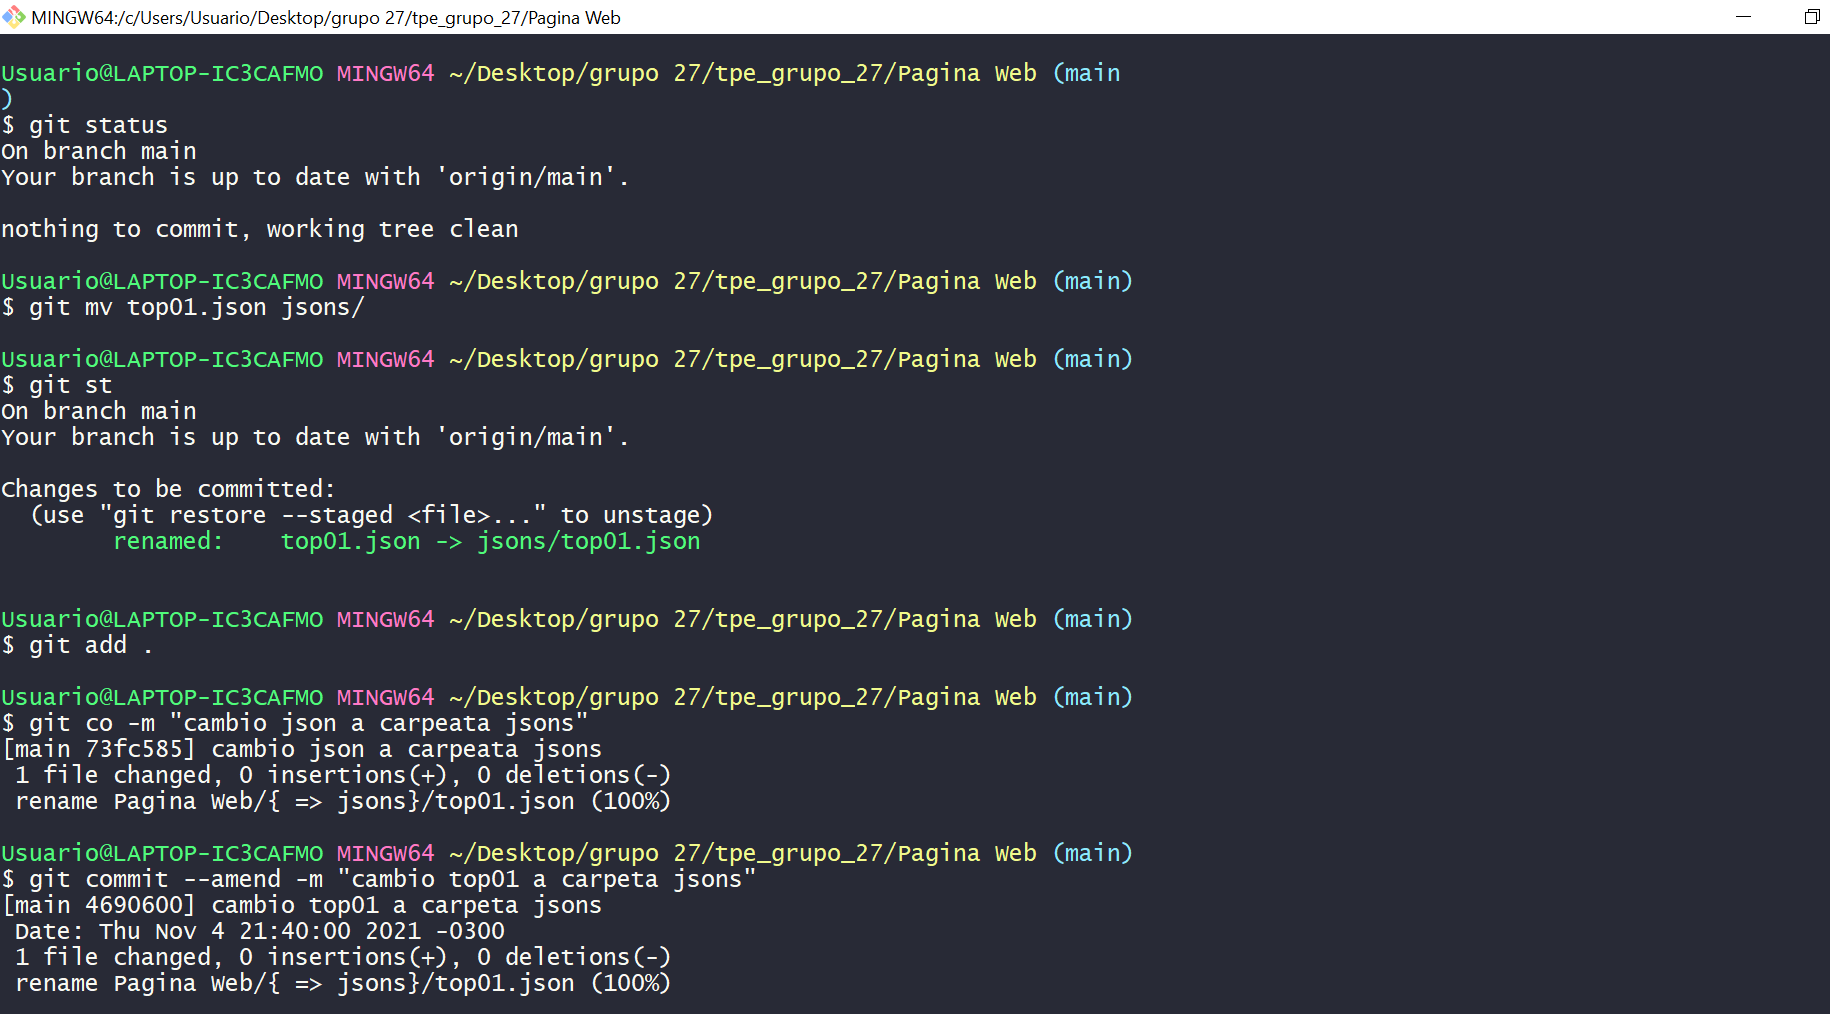 MINGW64:/c/Users/Usuario/Desktop/grupo 27/tpe_grupo_27/Pagina Web
Usuario@LAPTOP-IC3CAFMO MINGW64 ~/Desktop/grupo 27/tpe_grupo_27/Pagina Web (main
)
$ git status
On branch main
Your branch is up to date with 'origin/main'.
nothing to commit, working tree clean
Usuario@LAPTOP-IC3CAFMO MINGW64 ~/Desktop/grupo 27/tpe_grupo_27/Pagina Web (main)
$ git mv top01.json jsons/
Usuario@LAPTOP-IC3CAFMO MINGW64 ~/Desktop/grupo 27/tpe_grupo_27/Pagina Web (main)
$ git st
On branch main
Your branch is up to date with 'origin/main'.
Changes to be committed:
  (use "git restore --staged <file>..." to unstage)
        renamed:    top01.json -> jsons/top01.json
Usuario@LAPTOP-IC3CAFMO MINGW64 ~/Desktop/grupo 27/tpe_grupo_27/Pagina Web (main)
$ git add .
Usuario@LAPTOP-IC3CAFMO MINGW64 ~/Desktop/grupo 27/tpe_grupo_27/Pagina Web (main)
$ git co -m "cambio json a carpeata jsons"
[main 73fc585] cambio json a carpeata jsons
 1 file changed, 0 insertions(+), 0 deletions(-)
 rename Pagina Web/{ => jsons}/top01.json (100%)
Usuario@LAPTOP-IC3CAFMO MINGW64 ~/Desktop/grupo 27/tpe_grupo_27/Pagina Web (main)
$ git commit --amend -m "cambio top01 a carpeta jsons"
[main 4690600] cambio top01 a carpeta jsons
 Date: Thu Nov 4 21:40:00 2021 -0300
 1 file changed, 0 insertions(+), 0 deletions(-)
 rename Pagina Web/{ => jsons}/top01.json (100%)